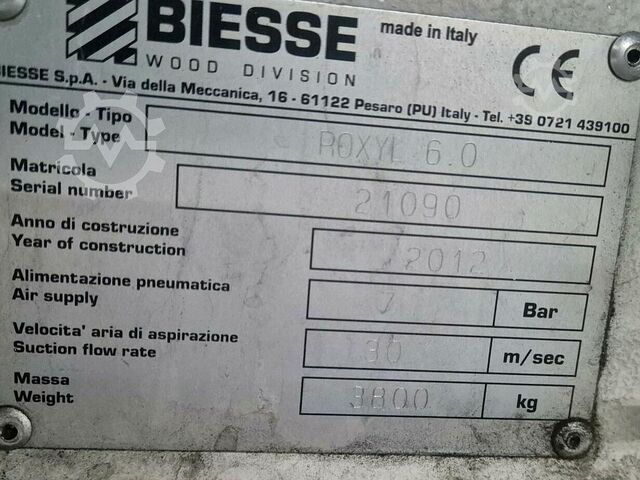 BIESSE made in Italy
WOOD DIVISION CE
BIESSE S.p.A. - Via della Meccanica, 16 - 61122 Pesaro (PU) Italy - Tel. +39 0721 439100
Modello - Tipo
Model - Type ROXYL 6.0
Matricola
Serial number 21090
Anno di costruzione
Year of construction 2012
Alimentazione pneumatica
Air supply 7 Bar
Velocita' aria di aspirazione
Suction flow rate 30 m/sec
Massa
Weight 3800 kg